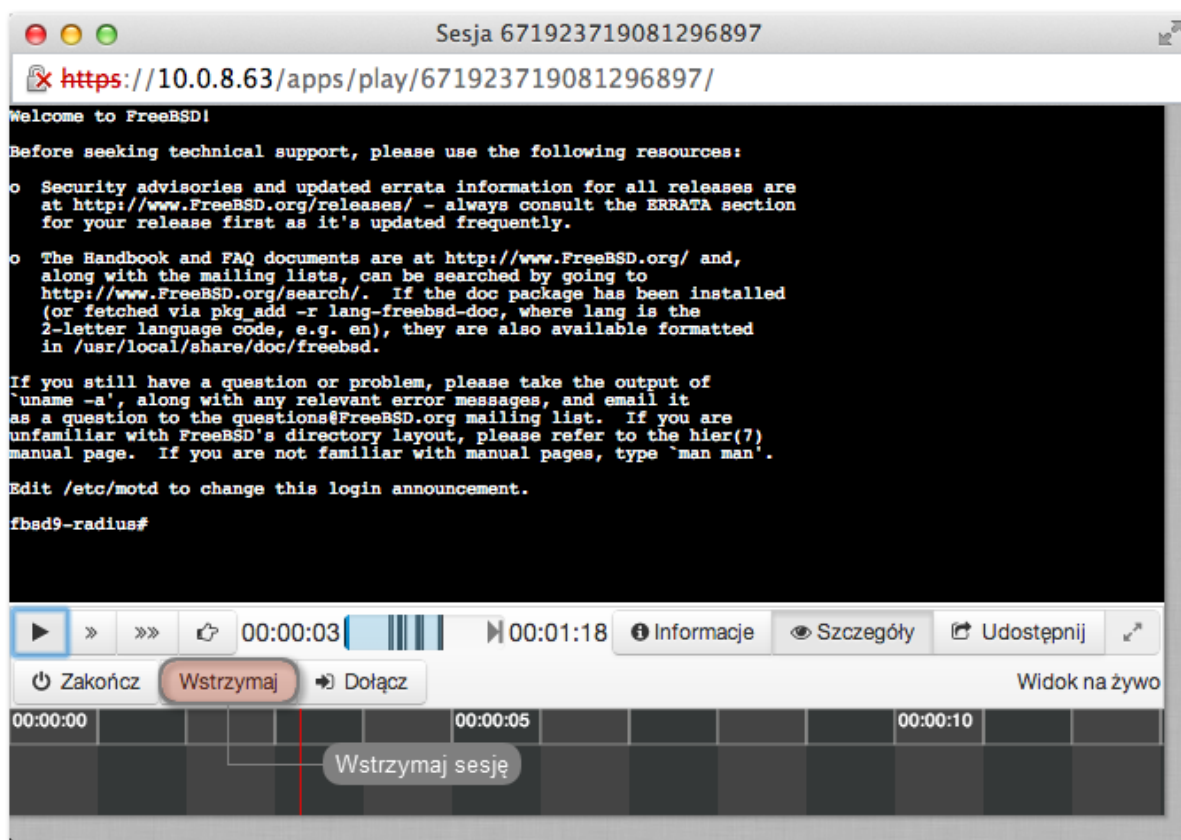 Sesja 671923719081296897
https://10.0.8.63/apps/play/671923719081296897/
Welcome to FreeBSD!
Before seeking technical support, please use the following resources:
o Security advisories and updated errata information for all releases are
at http://www.FreeBSD.org/releases/ - always consult the ERRATA section
for your release first as it's updated frequently.
o The Handbook and FAQ documents are at http://www.FreeBSD.org/ and,
along with the mailing lists, can be searched by going to
http://www.FreeBSD.org/search/. If the doc package has been installed
(or fetched via pkg_add -r lang-freebsd-doc, where lang is the
2-letter language code, e.g. en), they are also available formatted
in /usr/local/share/doc/freebsd.
If you still have a question or problem, please take the output of
`uname -a', along with any relevant error messages, and email it
as a question to the questions@FreeBSD.org mailing list. If you are
unfamiliar with FreeBSD's directory layout, please refer to the hier(7)
manual page. If you are not familiar with manual pages, type `man man'.
Edit /etc/motd to change this login announcement.
fbsd9-radius#
00:00:03 00:01:18 Informacje Szczegóły Udostępnij
Zakończ Wstrzymaj Dołącz Widok na żywo
00:00:00 00:00:05 00:00:10
Wstrzymaj sesję